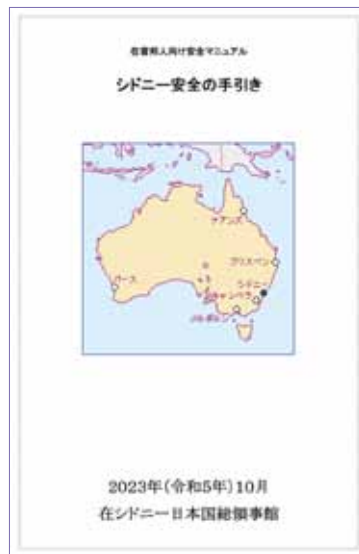 在留邦人向け安全マニュアル
シドニー安全の手引き
ケアンズ
ブリスベン
パース
シドニー
キャンベラ
メルボルン
2023年(令和5年)10月
在シドニー日本国総領事館